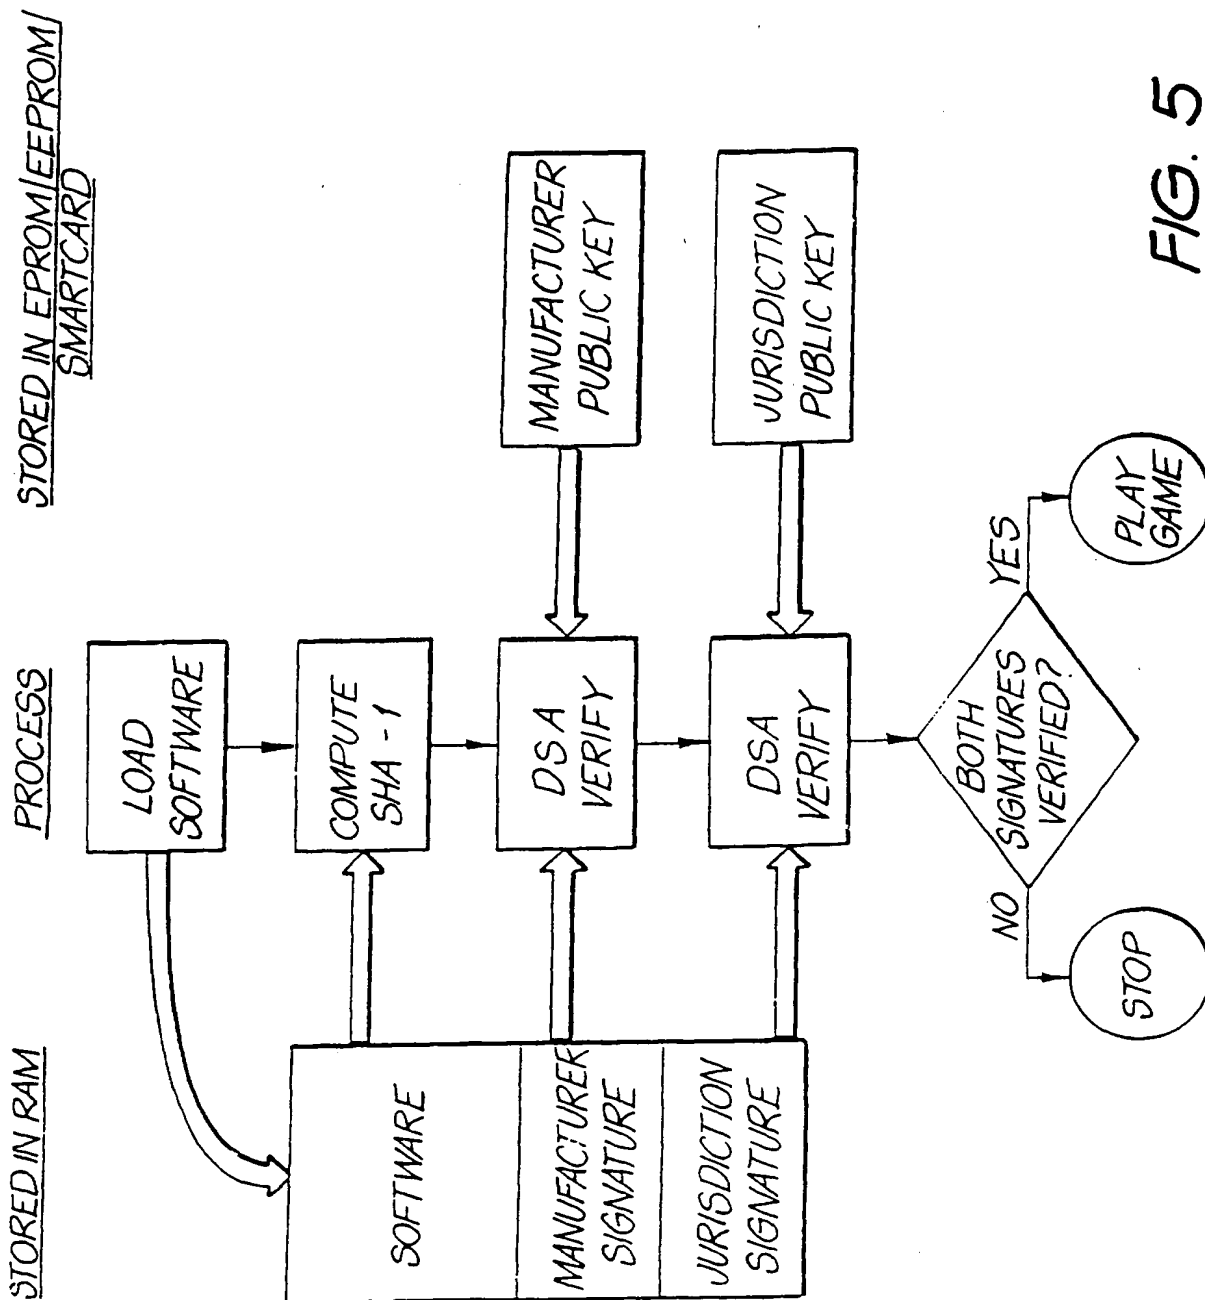 STORED IN RAM
PROCESS
STORED IN EPROM/EEPROM/
SMARTCARD
LOAD
SOFTWARE
SOFTWARE
COMPUTE
SHA-1
MANUFACTURER
SIGNATURE
DSA
VERIFY
MANUFACTURER
PUBLIC KEY
JURISDICTION
SIGNATURE
DSA
VERIFY
JURISDICTION
PUBLIC KEY
BOTH
SIGNATURES
VERIFIED?
NO
YES
STOP
PLAY
GAME
FIG. 5